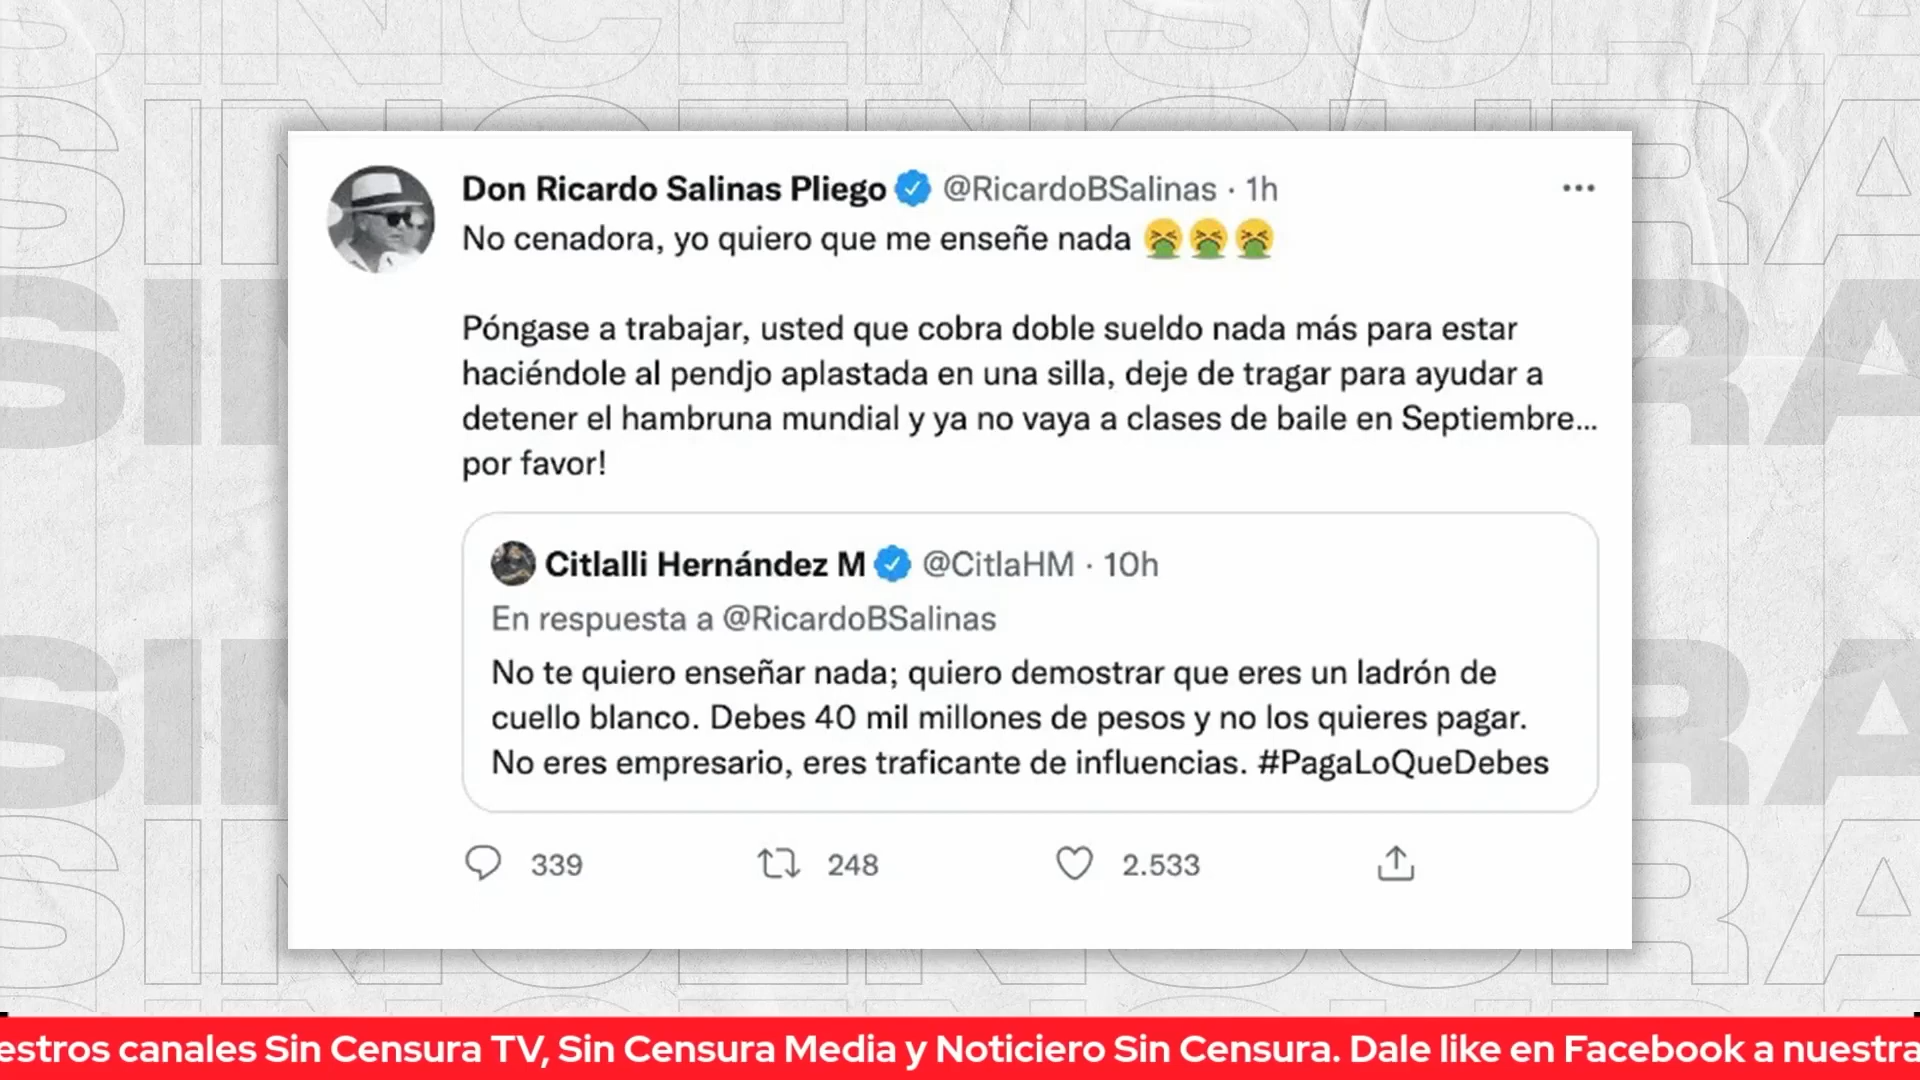 SINCENSURA
SINCENSURA
Don Ricardo Salinas Pliego @RicardoBSalinas · 1h
No cenadora, yo quiero que me enseñe nada 🤮🤮🤮
Póngase a trabajar, usted que cobra doble sueldo nada más para estar
haciéndole al pendjo aplastada en una silla, deje de tragar para ayudar a
detener el hambruna mundial y ya no vaya a clases de baile en Septiembre...
por favor!
Citlalli Hernández M @CitlaHM · 10h
En respuesta a @RicardoBSalinas
No te quiero enseñar nada; quiero demostrar que eres un ladrón de
cuello blanco. Debes 40 mil millones de pesos y no los quieres pagar.
No eres empresario, eres traficante de influencias. #PagaLoQueDebes
339 248 2.533
estros canales Sin Censura TV, Sin Censura Media y Noticiero Sin Censura. Dale like en Facebook a nuestra